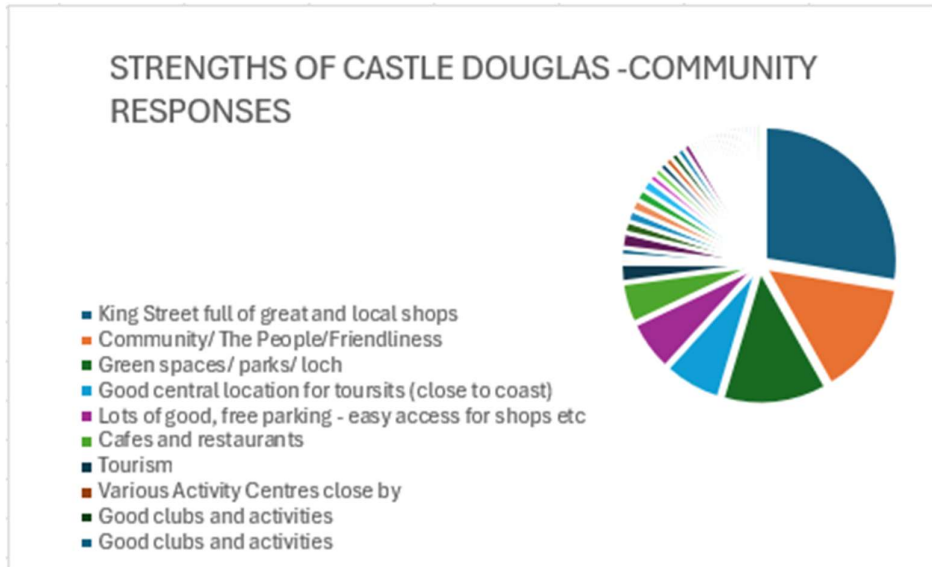 STRENGTHS OF CASTLE DOUGLAS -COMMUNITY
RESPONSES
King Street full of great and local shops
Community/ The People/Friendliness
Green spaces/ parks/ loch
Good central location for toursits (close to coast)
Lots of good, free parking - easy access for shops etc
Cafes and restaurants
Tourism
Various Activity Centres close by
Good clubs and activities
Good clubs and activities